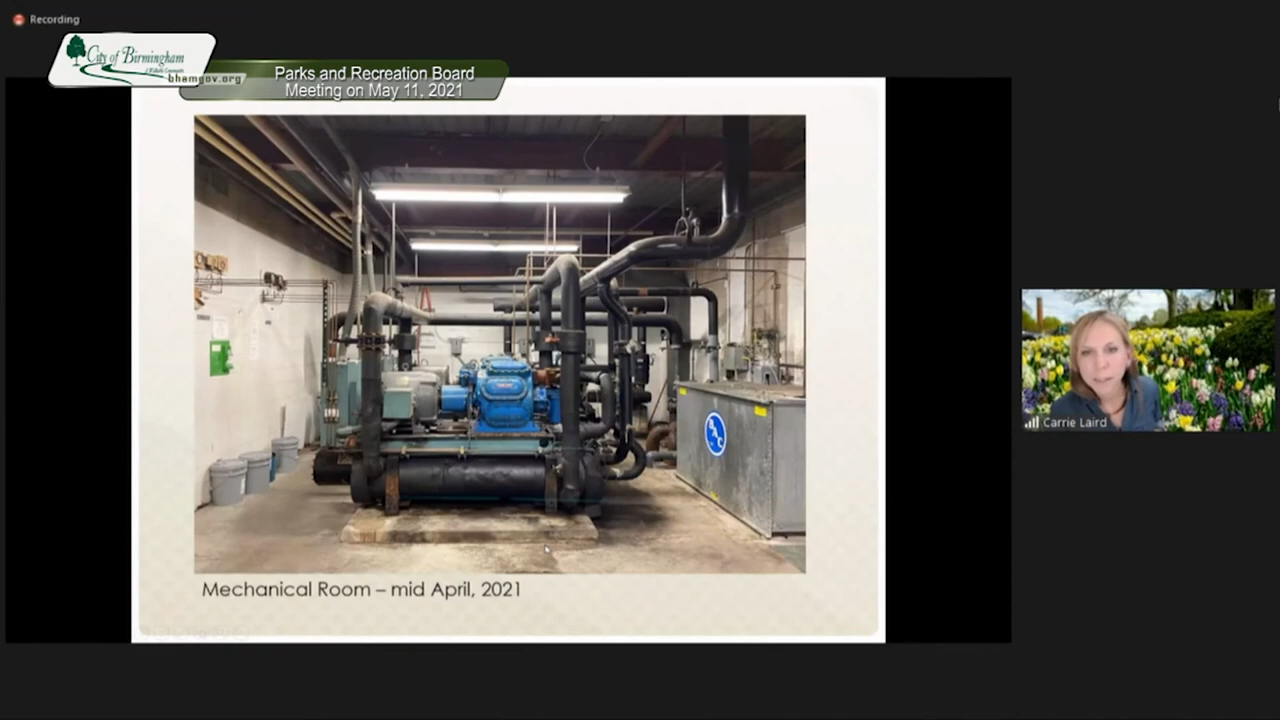 Recording
City of Birmingham
bhamgov.org
Parks and Recreation Board
Meeting on May 11, 2021
BAC
Mechanical Room – mid April, 2021
Carrie Laird